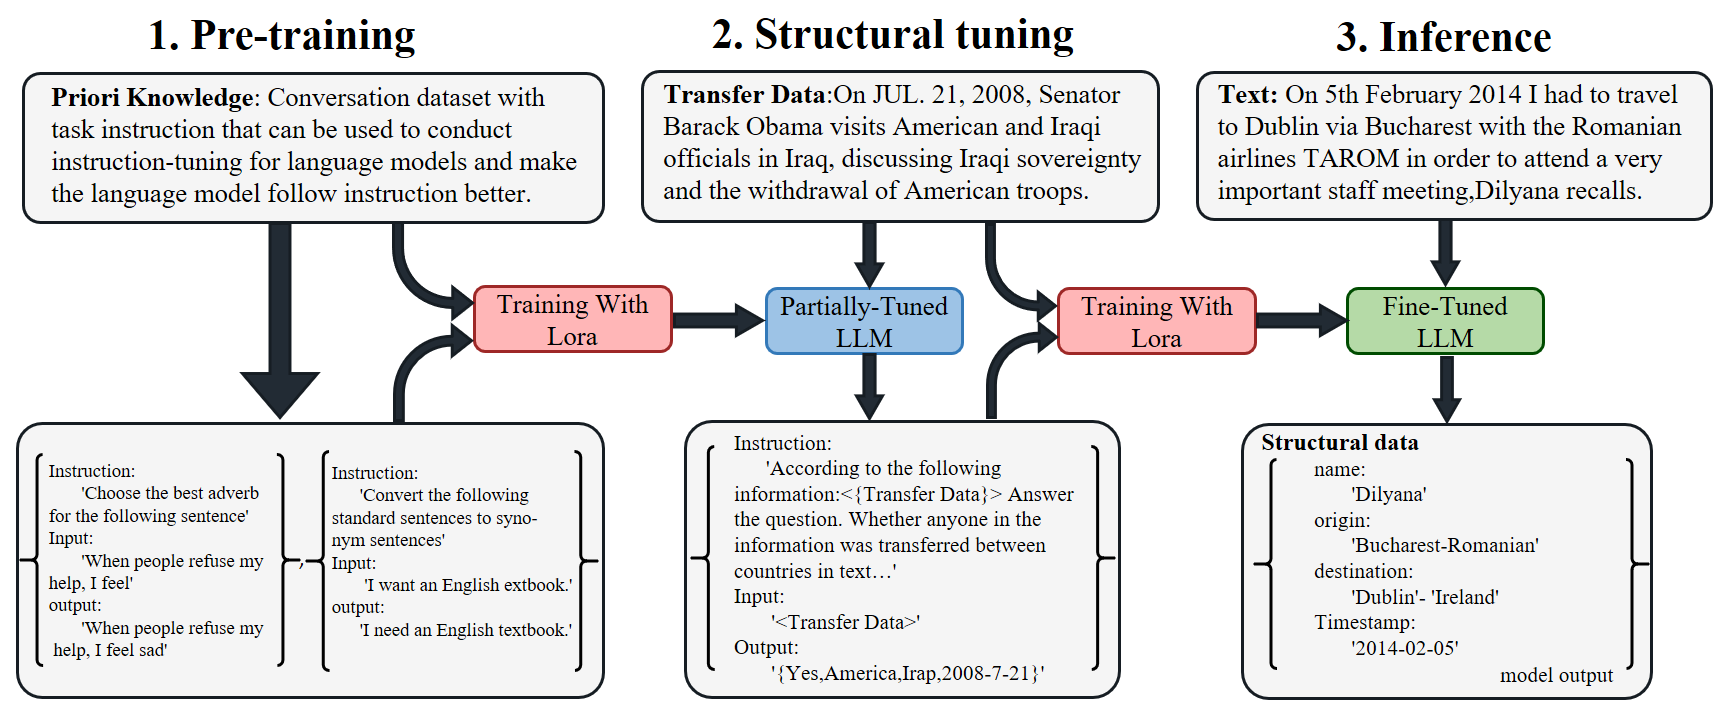 1. Pre-training
Priori Knowledge: Conversation dataset with
task instruction that can be used to conduct
instruction-tuning for language models and make
the language model follow instruction better.
2. Structural tuning
Transfer Data:On JUL. 21, 2008, Senator
Barack Obama visits American and Iraqi
officials in Iraq, discussing Iraqi sovereignty
and the withdrawal of American troops.
3. Inference
Text: On 5th February 2014 I had to travel
to Dublin via Bucharest with the Romanian
airlines TAROM in order to attend a very
important staff meeting,Dilyana recalls.
Training With
Lora
Partially-Tuned
LLM
Training With
Lora
Fine-Tuned
LLM
Instruction:
'Choose the best adverb
for the following sentence'
Input:
'When people refuse my
help, I feel'
output:
'When people refuse my
help, I feel sad'
,
Instruction:
'Convert the following
standard sentences to syno-
nym sentences'
Input:
'I want an English extbook.'
output:
'I need an English textbook.'
Instruction:
'According to the following
information:<{Transfer Data}> Answer
the question. Whether anyone in the
information was transferred between
countries in text…'
Input:
'<Transfer Data>'
Output:
'{Yes,America,Irap,2008-7-21}'
Structural data
name:
'Dilyana'
origin:
'Bucharest-Romanian'
destination:
'Dublin'- 'Ireland'
Timestamp:
'2014-02-05'
model output